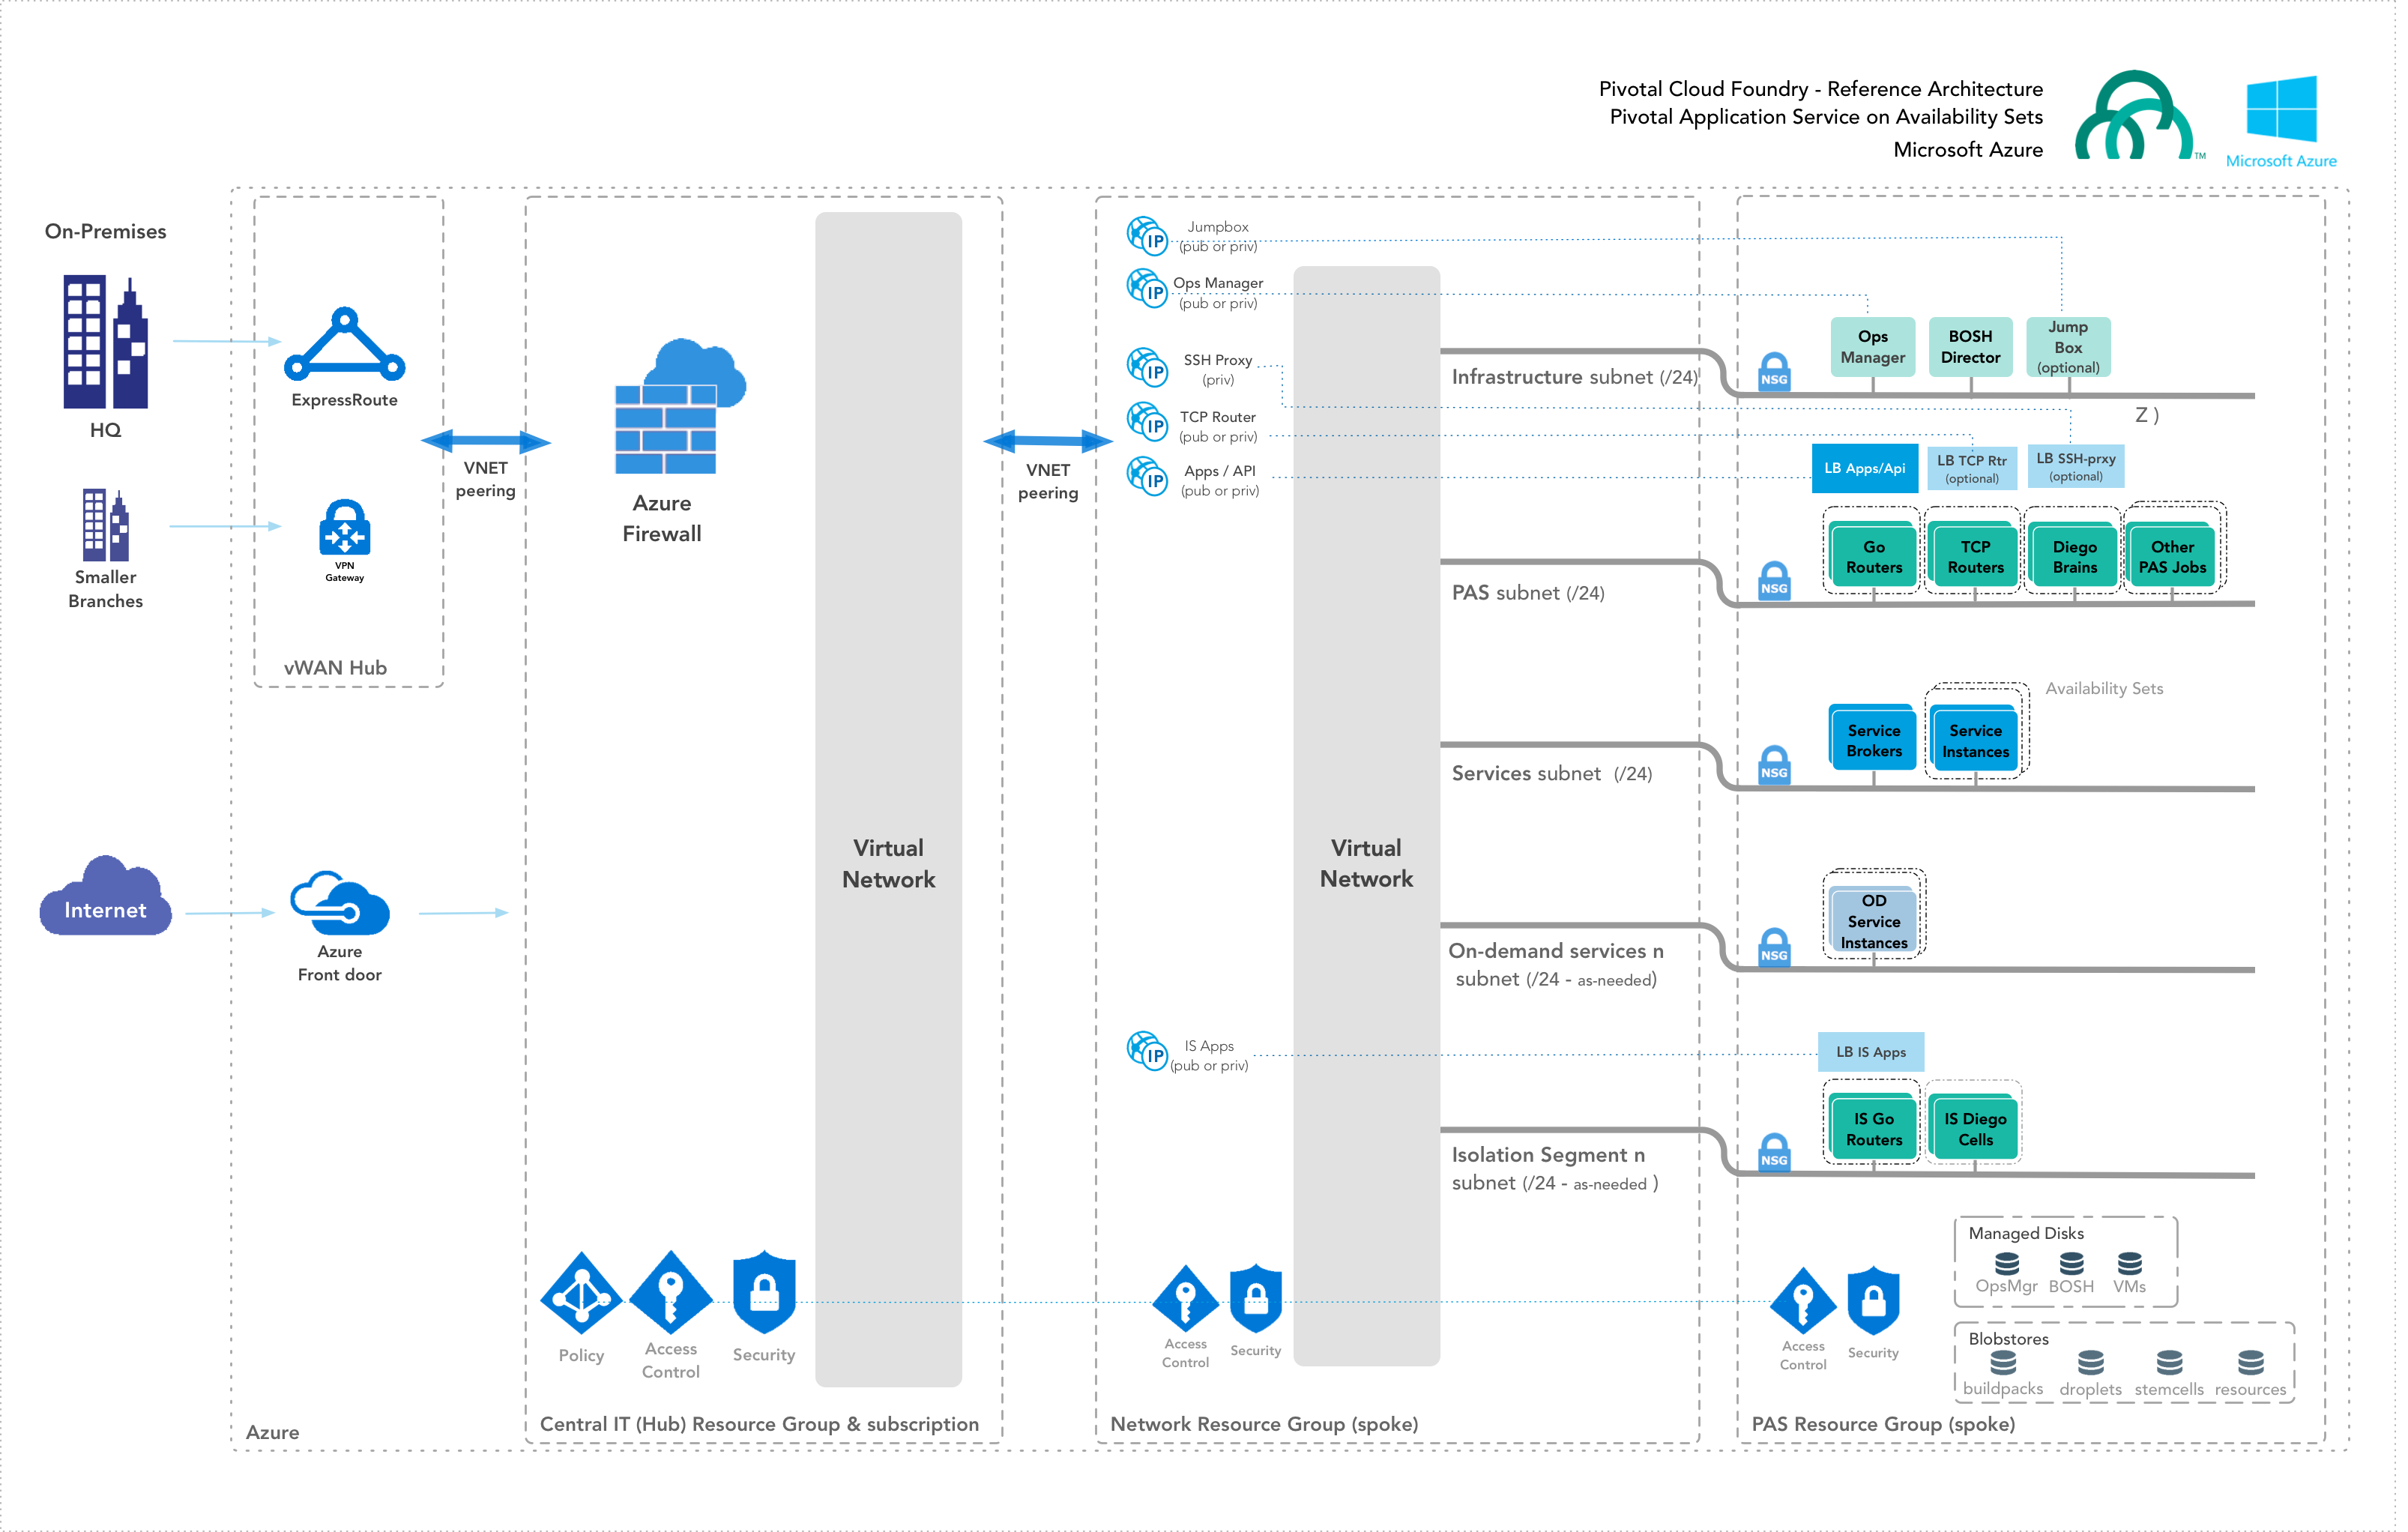 Pivotal Cloud Foundry - Reference Architecture
Pivotal Application Service on Availability Sets
Microsoft Azure
TM
Microsoft Azure
On-Premises
HQ
Smaller
Branches
Internet
ExpressRoute
VPN
Gateway
vWAN Hub
Azure
Front door
Azure
VNET
peering
Azure
Firewall
Virtual
Network
Policy
Access
Control
Security
Central IT (Hub) Resource Group & subscription
VNET
peering
IP
Jumpbox
(pub or priv)
IP
Ops Manager
(pub or priv)
IP
SSH Proxy
(priv)
IP
TCP Router
(pub or priv)
IP
Apps / API
(pub or priv)
IP
IS Apps
(pub or priv)
Virtual
Network
Infrastructure subnet (/24)
PAS subnet (/24)
Services subnet (/24)
On-demand services n
subnet (/24 - as-needed)
Isolation Segment n
subnet (/24 - as-needed )
Access
Control
Security
Network Resource Group (spoke)
NSG
Ops
Manager
BOSH
Director
Jump
Box
(optional)
Z )
LB Apps/Api
LB TCP Rtr
(optional)
LB SSH-prxy
(optional)
NSG
Go
Routers
TCP
Routers
Diego
Brains
Other
PAS Jobs
Availability Sets
NSG
Service
Brokers
Service
Instances
NSG
OD
Service
Instances
LB IS Apps
NSG
IS Go
Routers
IS Diego
Cells
Managed Disks
OpsMgr
BOSH
VMs
Blobstores
buildpacks
droplets
stemcells
resources
Access
Control
Security
PAS Resource Group (spoke)